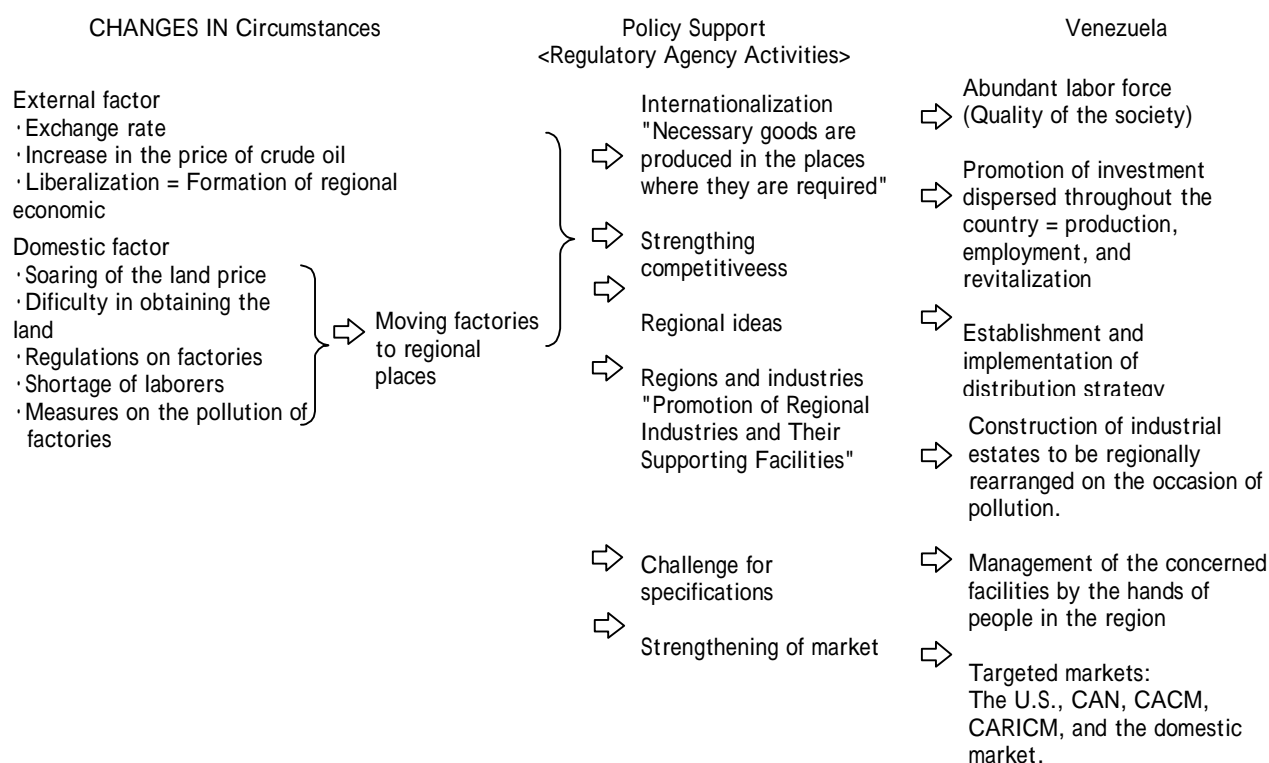 CHANGES IN Circumstances
External factor
・Exchange rate
・Increase in the price of crude oil
・Liberalization = Formation of regional
economic
Domestic factor
・Soaring of the land price
・Dificulty in obtaining the
land
・Regulations on factories
・Shortage of laborers
・Measures on the pollution of
factories
Moving factories
to regional
places
Policy Support
<Regulatory Agency Activities>
Internationalization
"Necessary goods are
produced in the places
where they are required"
Strengthing
competitiveess
Regional ideas
Regions and industries
"Promotion of Regional
Industries and Their
Supporting Facilities"
Challenge for
specifications
Strengthening of market
Venezuela
Abundant labor force
(Quality of the society)
Promotion of investment
dispersed throughout the
country = production,
employment, and
revitalization
Establishment and
implementation of
distribution strategy
Construction of industrial
estates to be regionally
rearranged on the occasion of
pollution.
Management of the concerned
facilities by the hands of
people in the region
Targeted markets:
The U.S., CAN, CACM,
CARICM, and the domestic
market.